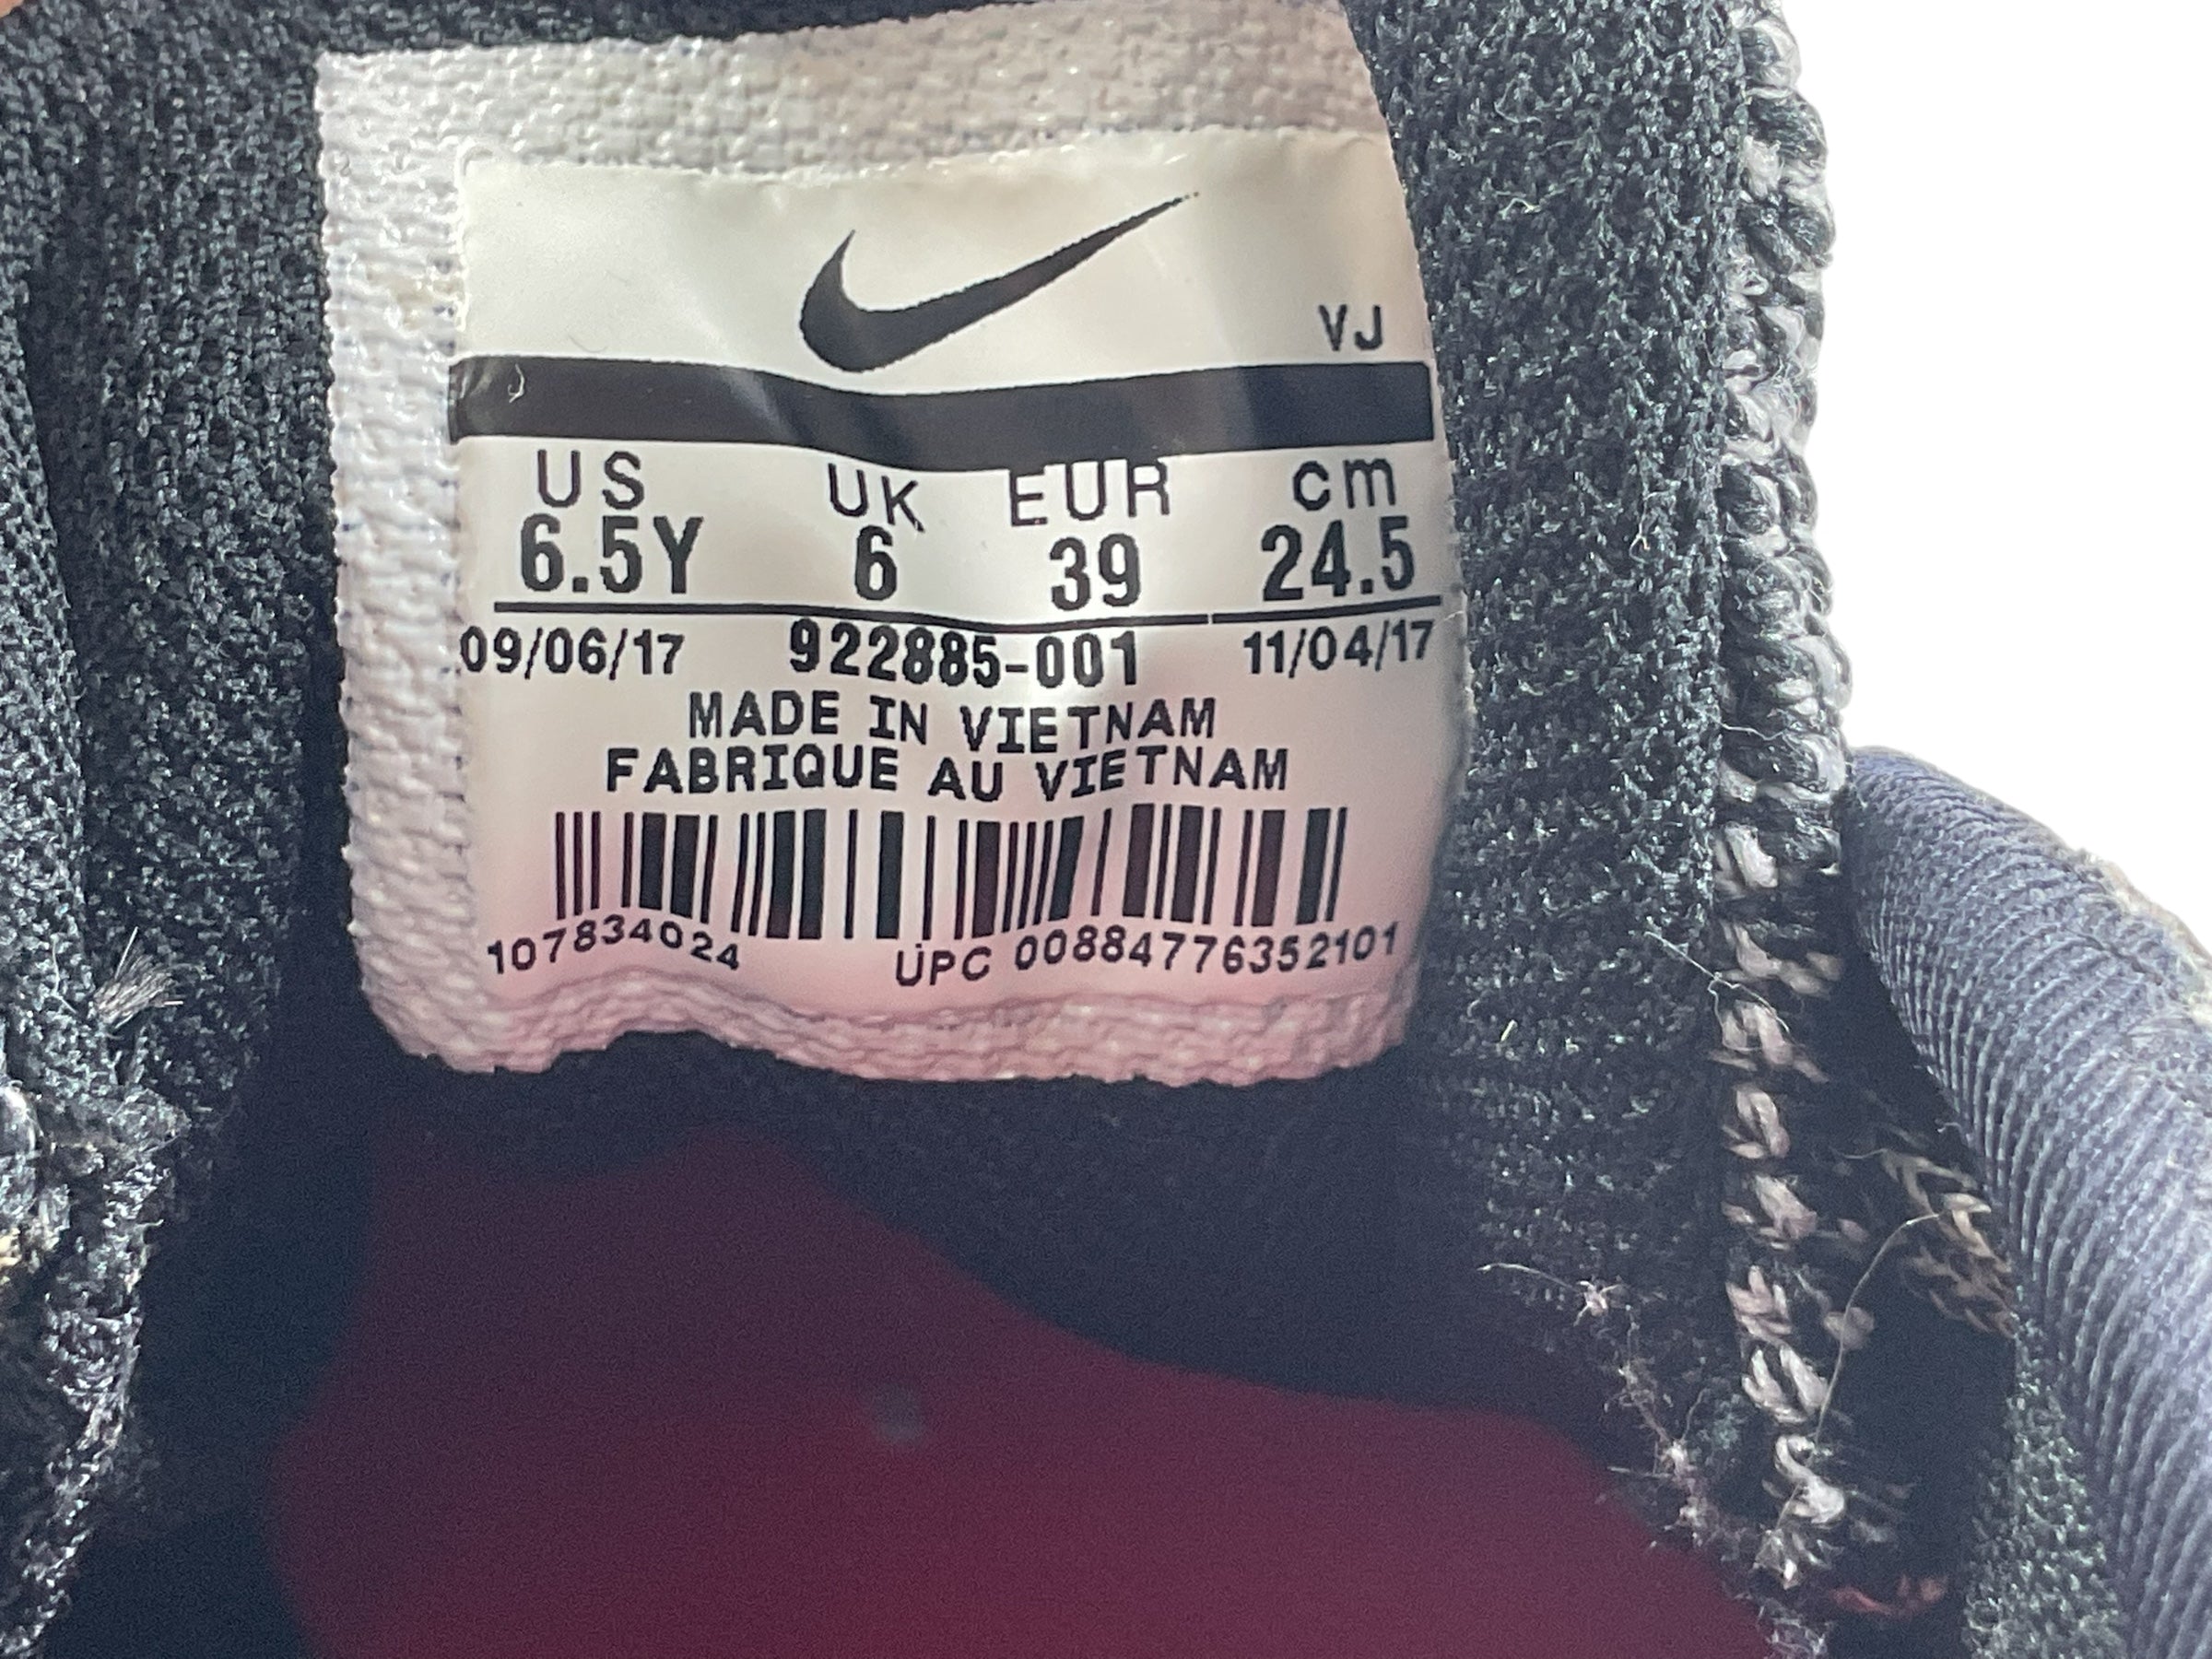 VJ
US UK EUR cm
6.5Y 6 39 24.5
09/06/17 922885-001 11/04/17
MADE IN VIETNAM
FABRIQUE AU VIETNAM
107834024 UPC 00884776352101